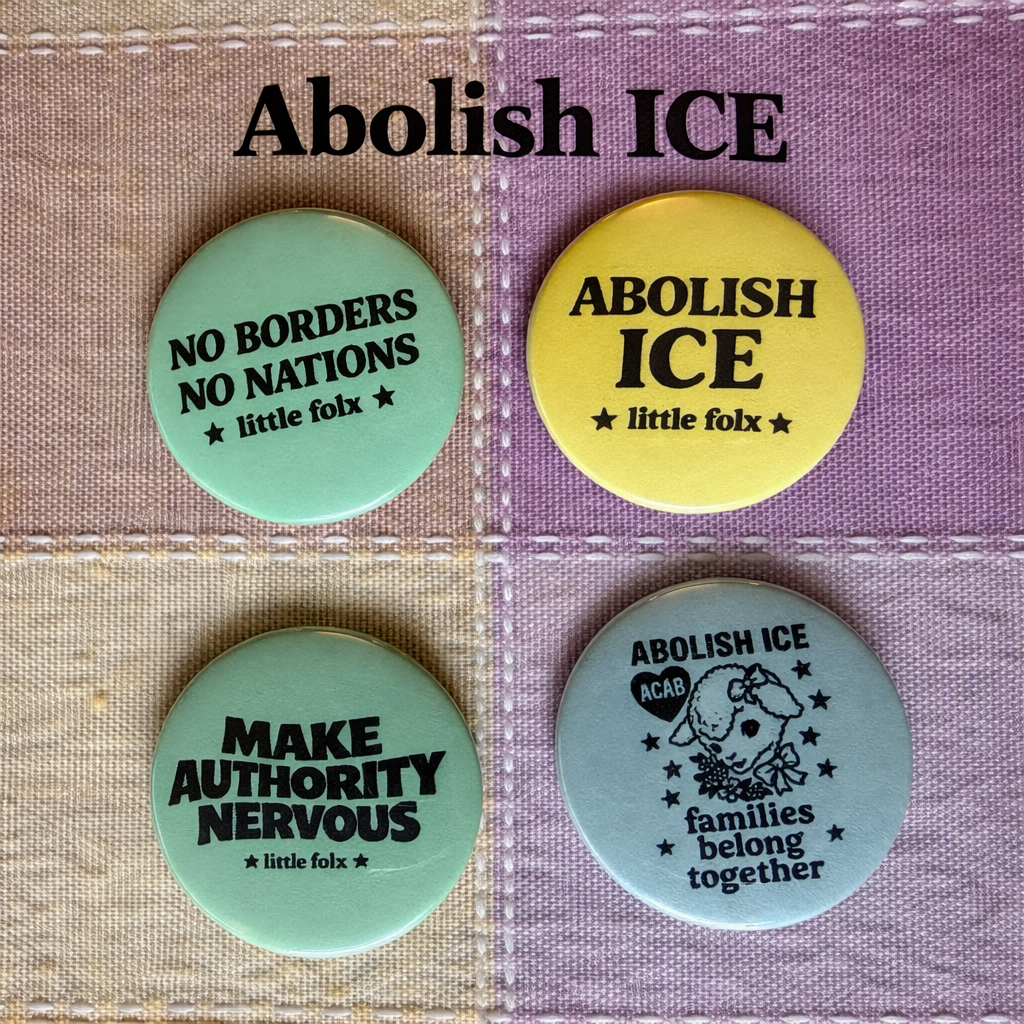 Abolish ICE
NO BORDERS
NO NATIONS
★ little folx ★
ABOLISH
ICE
★ little folx ★
MAKE
AUTHORITY
NERVOUS
★ little folx ★
ABOLISH ICE
ACAB
families
belong
together